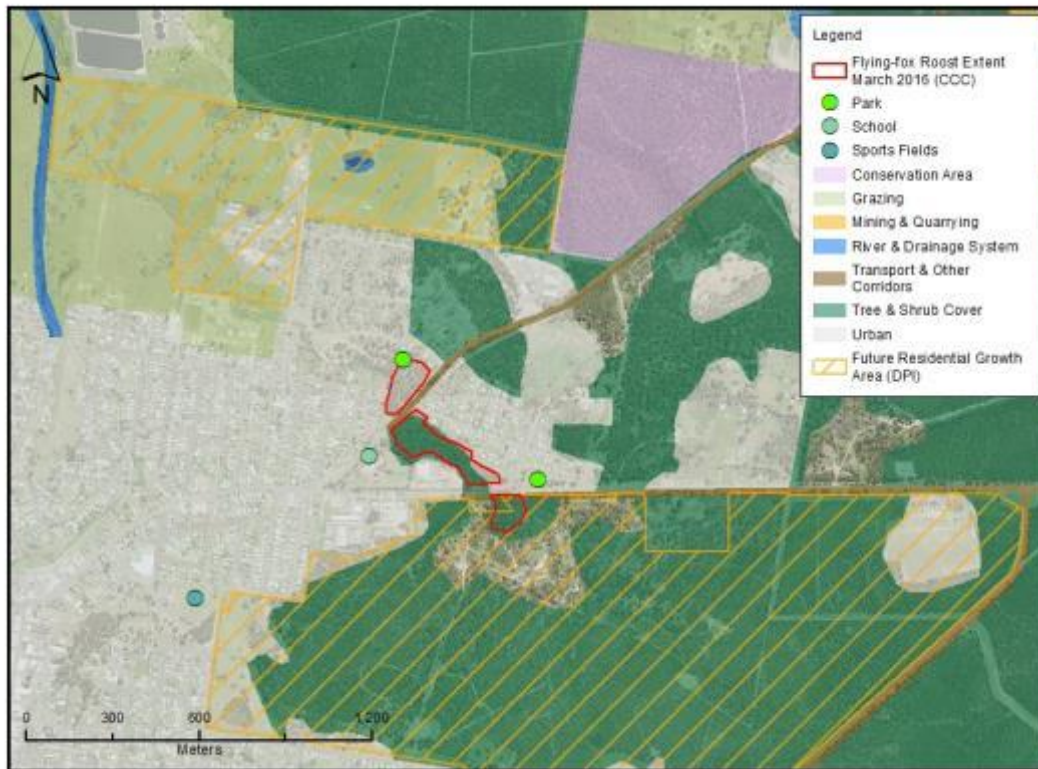 N
Legend
Flying-fox Roost Extent
March 2016 (CCC)
Park
School
Sports Fields
Conservation Area
Grazing
Mining & Quarrying
River & Drainage System
Transport & Other
Corridors
Tree & Shrub Cover
Urban
Future Residential Growth
Area (DPI)
0 300 600 1,200
Meters